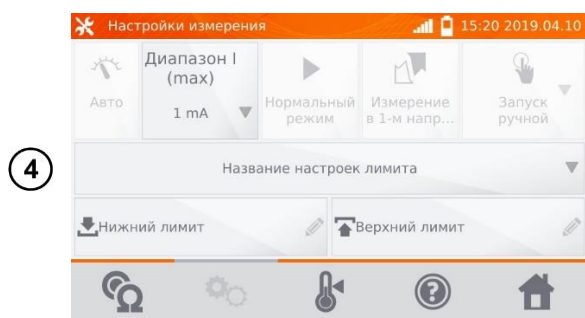 Настройки измерения 15:20 2019.04.10
Диапазон I
(max)
1 mA
Авто
Нормальный
режим
Измерение
в 1-м напр...
Запуск
ручной
4
Название настроек лимита
Нижний лимит
Верхний лимит